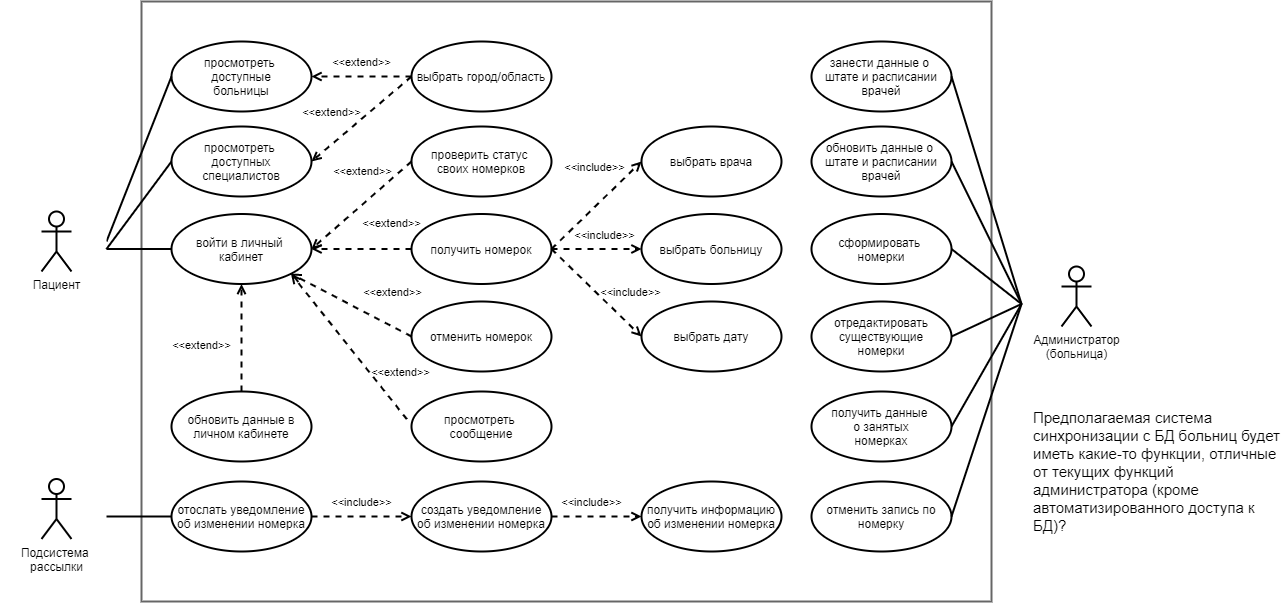 просмотреть
доступные
больницы
<<extend>>
выбрать город/область
<<extend>>
занести данные о
штате и расписании
врачей
просмотреть
доступных
специалистов
<<extend>>
проверить статус
своих номерков
<<include>>
выбрать врача
обновить данные о
штате и расписании
врачей
Пациент
войти в личный
кабинет
<<extend>>
получить номерок
<<include>>
выбрать больницу
сформировать
номерки
<<extend>>
отменить номерок
<<include>>
выбрать дату
отредактировать
существующие
номерки
Администратор
(больница)
<<extend>>
<<extend>>
обновить данные в
личном кабинете
просмотреть
сообщение
получить данные
о занятых
номерках
Предполагаемая система
синхронизации с БД больниц будет
иметь какие-то функции, отличные
от текущих функций
администратора (кроме
автоматизированного доступа к
БД)?
Подсистема
рассылки
отослать уведомление
об изменении номерка
<<include>>
создать уведомление
об изменении номерка
<<include>>
получить информацию
об изменении номерка
отменить запись по
номерку